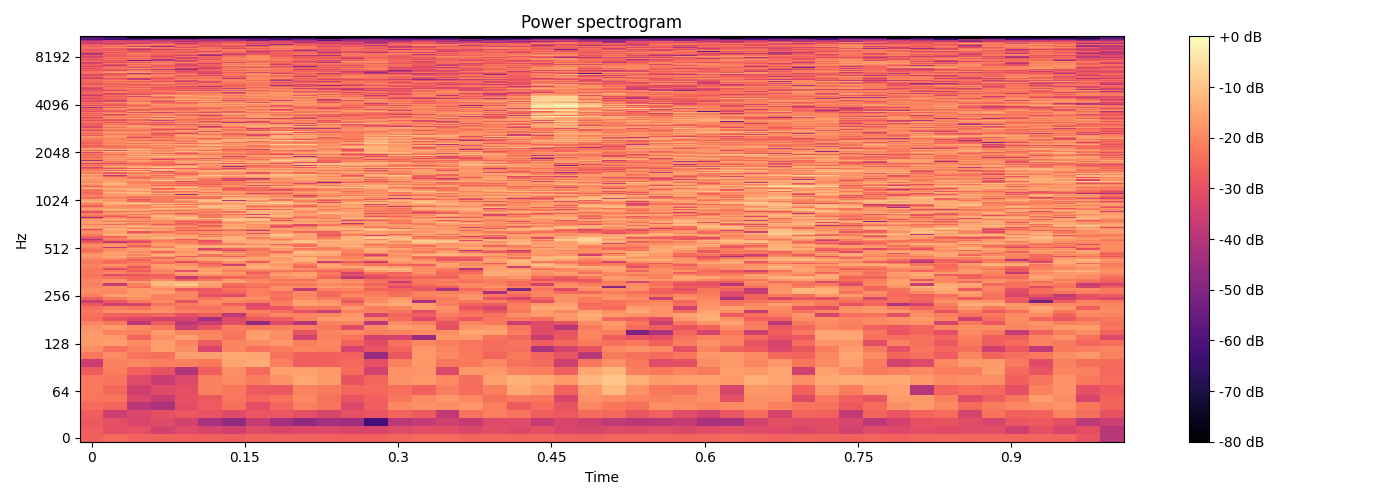 Power spectrogram
Hz
8192
4096
2048
1024
512
256
128
64
0
0 0.15 0.3 0.45 0.6 0.75 0.9
Time
+0 dB
-10 dB
-20 dB
-30 dB
-40 dB
-50 dB
-60 dB
-70 dB
-80 dB